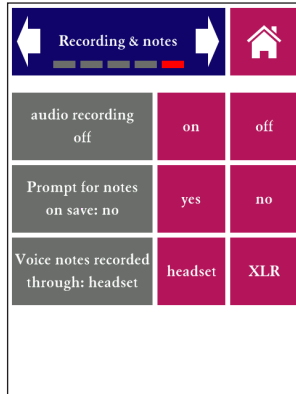 Recording & notes
audio recording
off
on
off
Prompt for notes
on save: no
yes
no
Voice notes recorded
through: headset
headset
XLR